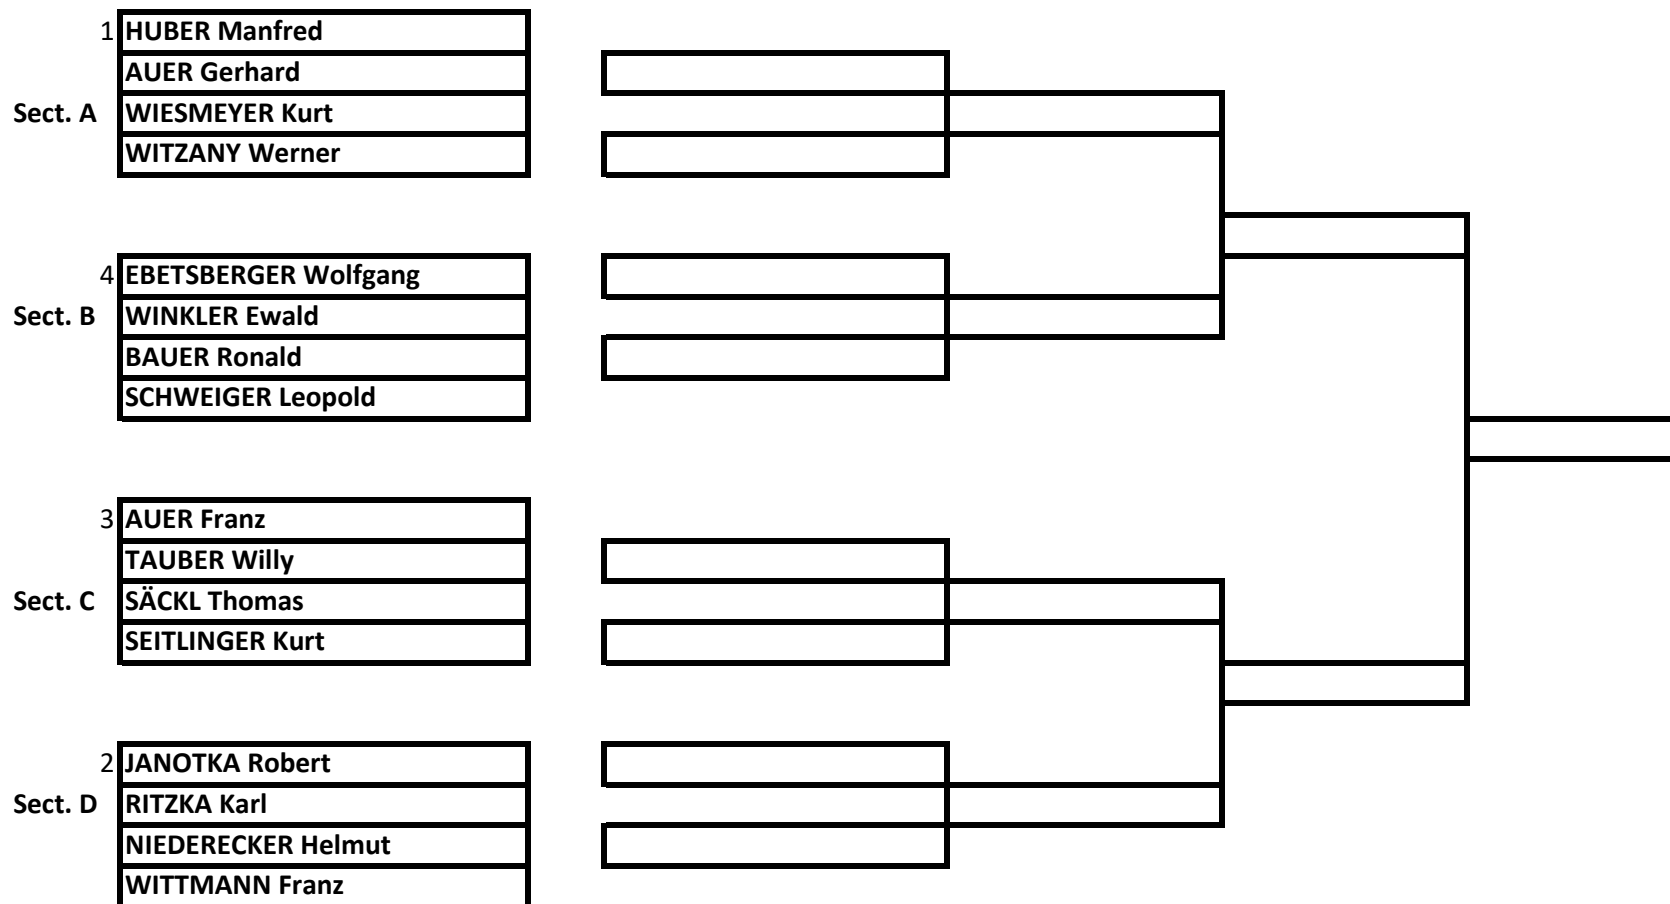 1 HUBER Manfred
AUER Gerhard
Sect. A WIESMEYER Kurt
WITZANY Werner
4 EBETSBERGER Wolfgang
Sect. B WINKLER Ewald
BAUER Ronald
SCHWEIGER Leopold
3 AUER Franz
TAUBER Willy
Sect. C SÄCKL Thomas
SEITLINGER Kurt
2 JANOTKA Robert
Sect. D RITZKA Karl
NIEDERECKER Helmut
WITTMANN Franz